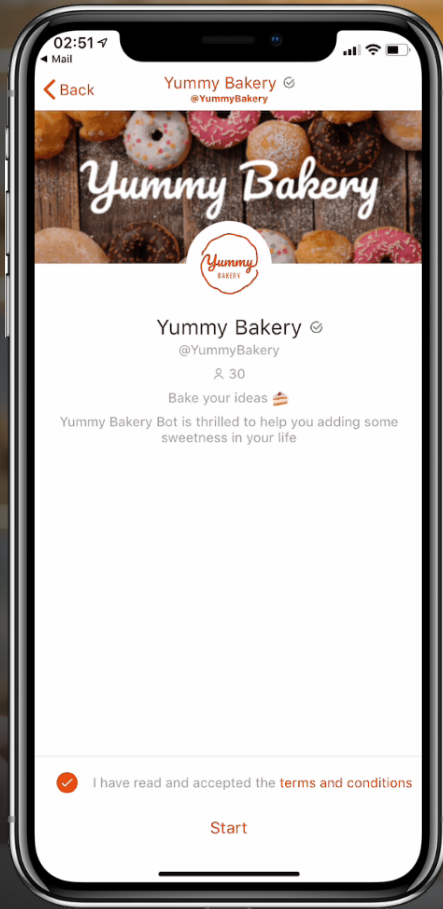 02:51
Mail
Back
Yummy Bakery
@YummyBakery
Yummy Bakery
Yummy
BAKERY
Yummy Bakery
@YummyBakery
30
Bake your ideas 🍰
Yummy Bakery Bot is thrilled to help you adding some
sweetness in your life
I have read and accepted the terms and conditions
Start